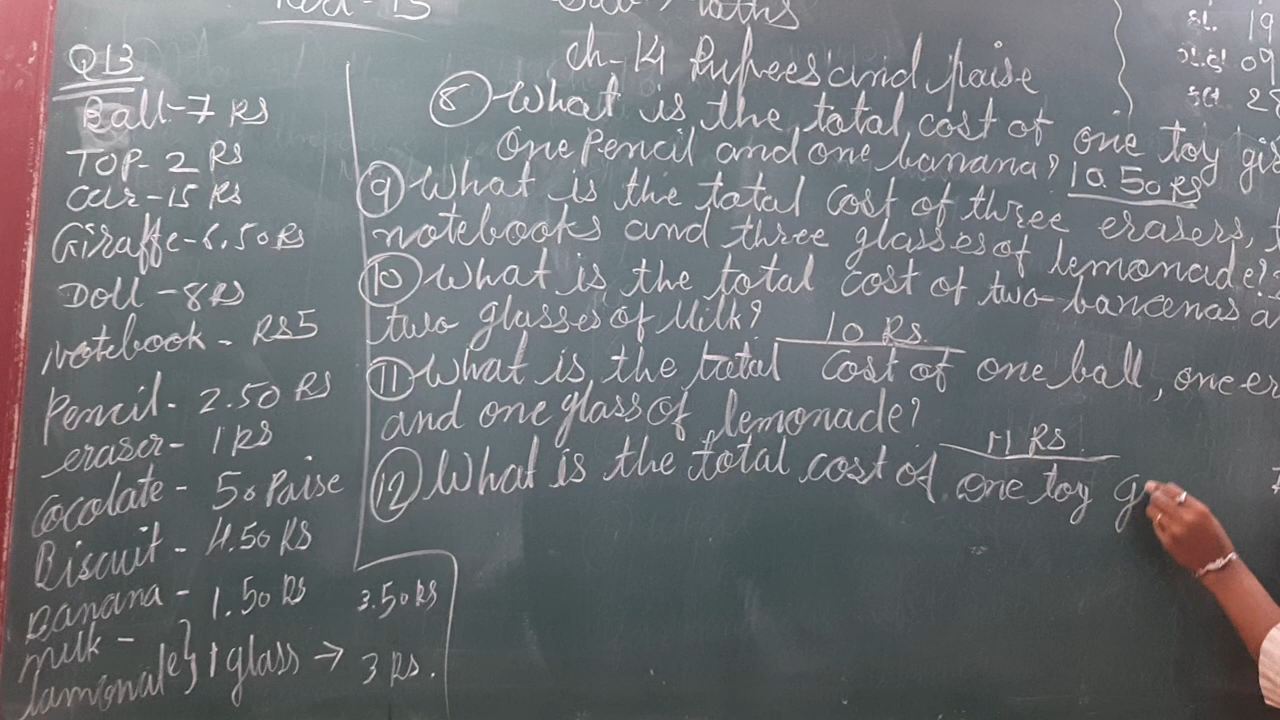 Q13
Ball-7 RS
TOP-2 RS
Car-15 RS
Giraffe-6.50 RS
Doll-8 RS
Notebook-RS5
Pencil-2.50 RS
eraser-1 RS
Cocolate-50 Paise
Biscuit-4.50 RS
Banana-1.50 RS
milk- 3.50 RS
lamonale } 1 glass → 3 RS.
ch-14 Rupees and paise
8 What is the total cost of one toy
one Pencil and one banana? 10.50 RS
9 What is the total cost of three erasers,
notebooks and three glasses of lemonade?
10 What is the total cost of two bancenas
two glasses of Milk? 10 Rs.
11 What is the total cost of one ball, one
and one glass of lemonade? 11 RS
12 What is the total cost of one toy g
19
09